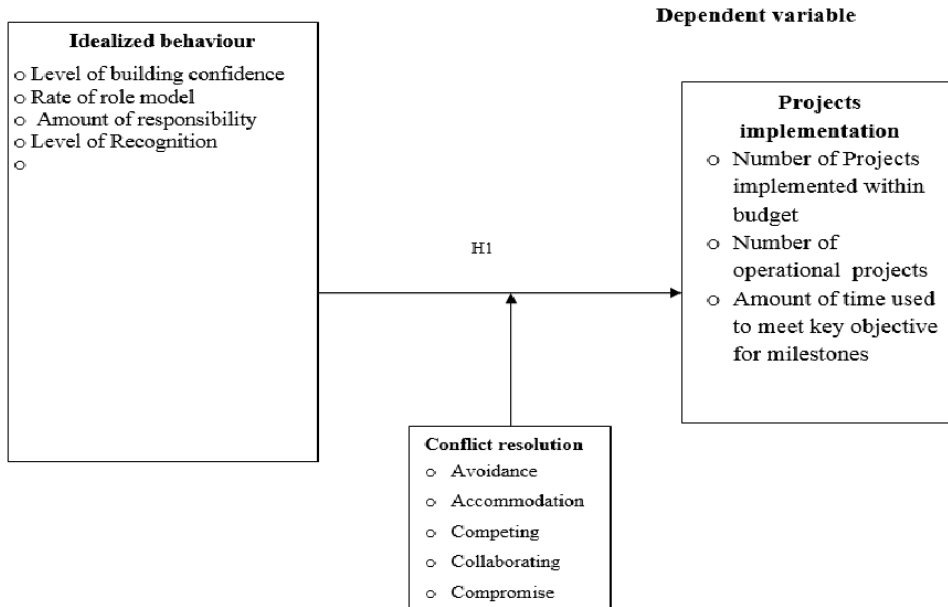 Dependent variable
Idealized behaviour
o Level of building confidence
o Rate of role model
o Amount of responsibility
o Level of Recognition
o
H1
Projects
implementation
o Number of Projects
implemented within
budget
o Number of
operational projects
o Amount of time used
to meet key objective
for milestones
Conflict resolution
o Avoidance
o Accommodation
o Competing
o Collaborating
o Compromise